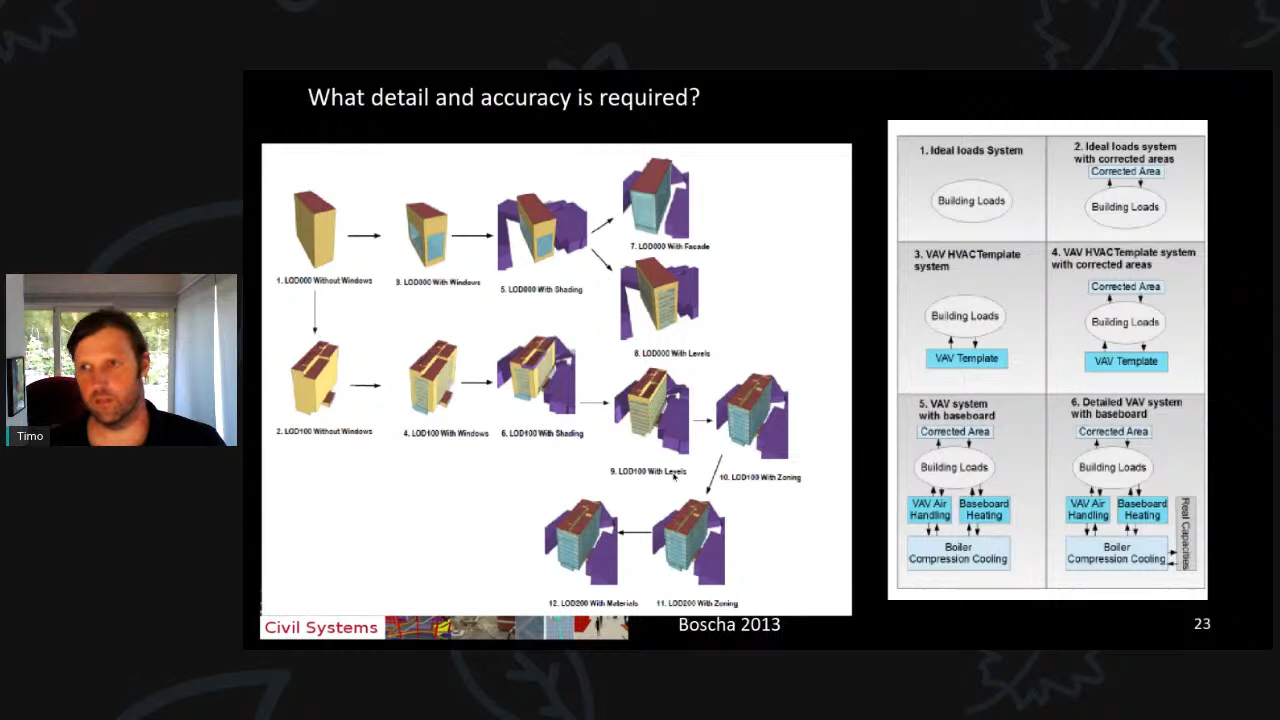 What detail and accuracy is required?
1. LOD000 Without Windows
3. LOD000 With Windows
5. LOD000 With Shading
7. LOD000 With Facade
8. LOD000 With Levels
2. LOD100 Without Windows
4. LOD100 With Windows
6. LOD100 With Shading
9. LOD100 With Levels
10. LOD100 With Zoning
12. LOD200 With Materials
11. LOD200 With Zoning
1. Ideal loads System
Building Loads
2. Ideal loads system
with corrected areas
Corrected Area
Building Loads
3. VAV HVACTemplate
system
Building Loads
VAV Template
4. VAV HVACTemplate system
with corrected areas
Corrected Area
Building Loads
VAV Template
5. VAV system
with baseboard
Corrected Area
Building Loads
VAV Air
Handling
Baseboard
Heating
Boiler
Compression Cooling
6. Detailed VAV system
with baseboard
Corrected Area
Building Loads
VAV Air
Handling
Baseboard
Heating
Boiler
Compression Cooling
Real Capacities
Timo
Civil Systems
Boscha 2013
23